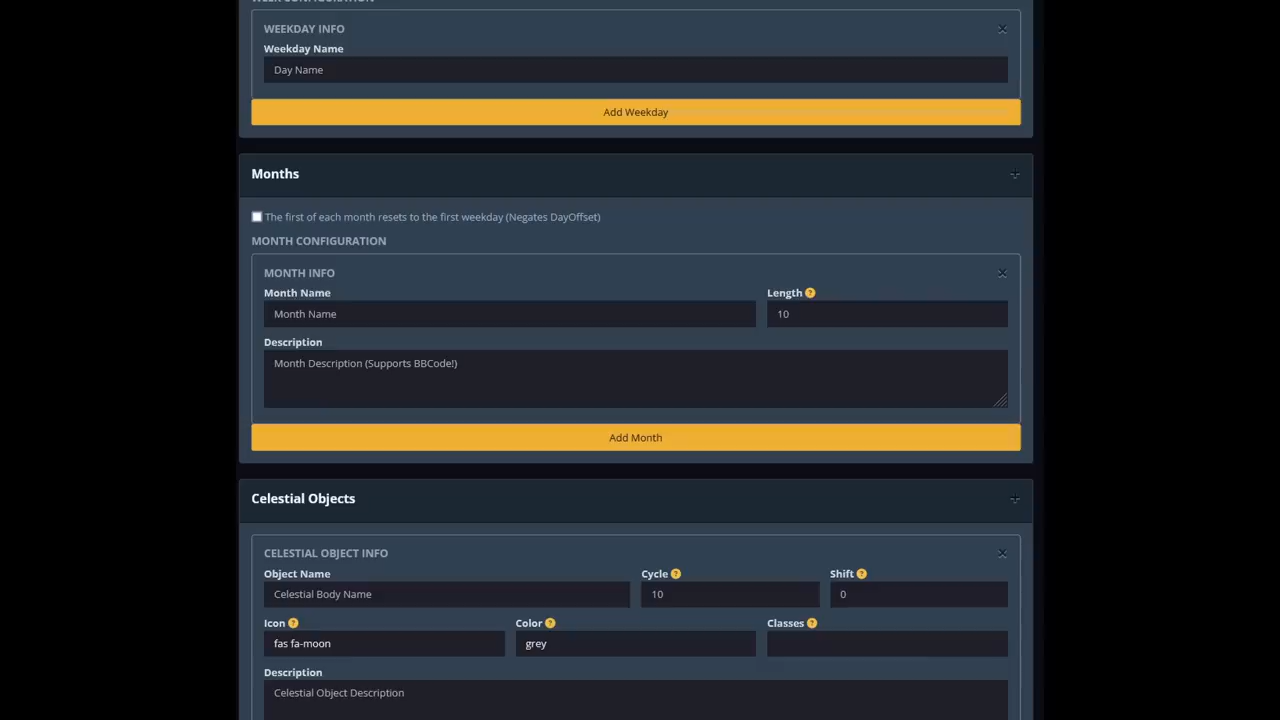 WEEK CONFIGURATION
WEEKDAY INFO
Weekday Name
Day Name
Add Weekday
Months
The first of each month resets to the first weekday (Negates DayOffset)
MONTH CONFIGURATION
MONTH INFO
Month Name Length ?
Month Name 10
Description
Month Description (Supports BBCode!)
Add Month
Celestial Objects
CELESTIAL OBJECT INFO
Object Name Cycle ? Shift ?
Celestial Body Name 10 0
Icon ? Color ? Classes ?
fas fa-moon grey
Description
Celestial Object Description